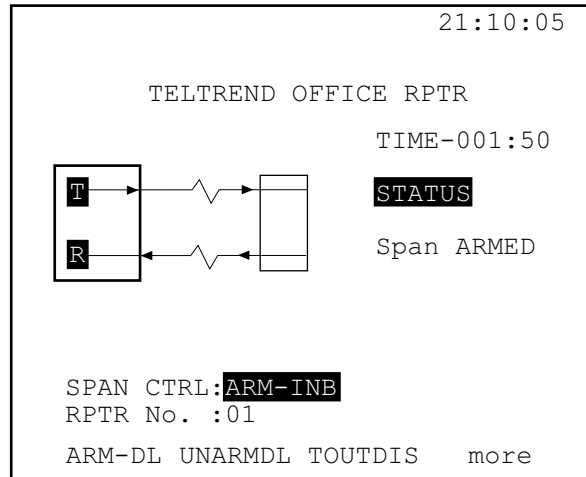 21:10:05
TELTREND OFFICE RPTR
TIME-001:50
T
STATUS
R
Span ARMED
SPAN CTRL:ARM-INB
RPTR No. :01
ARM-DL UNARMDL TOUTDIS more